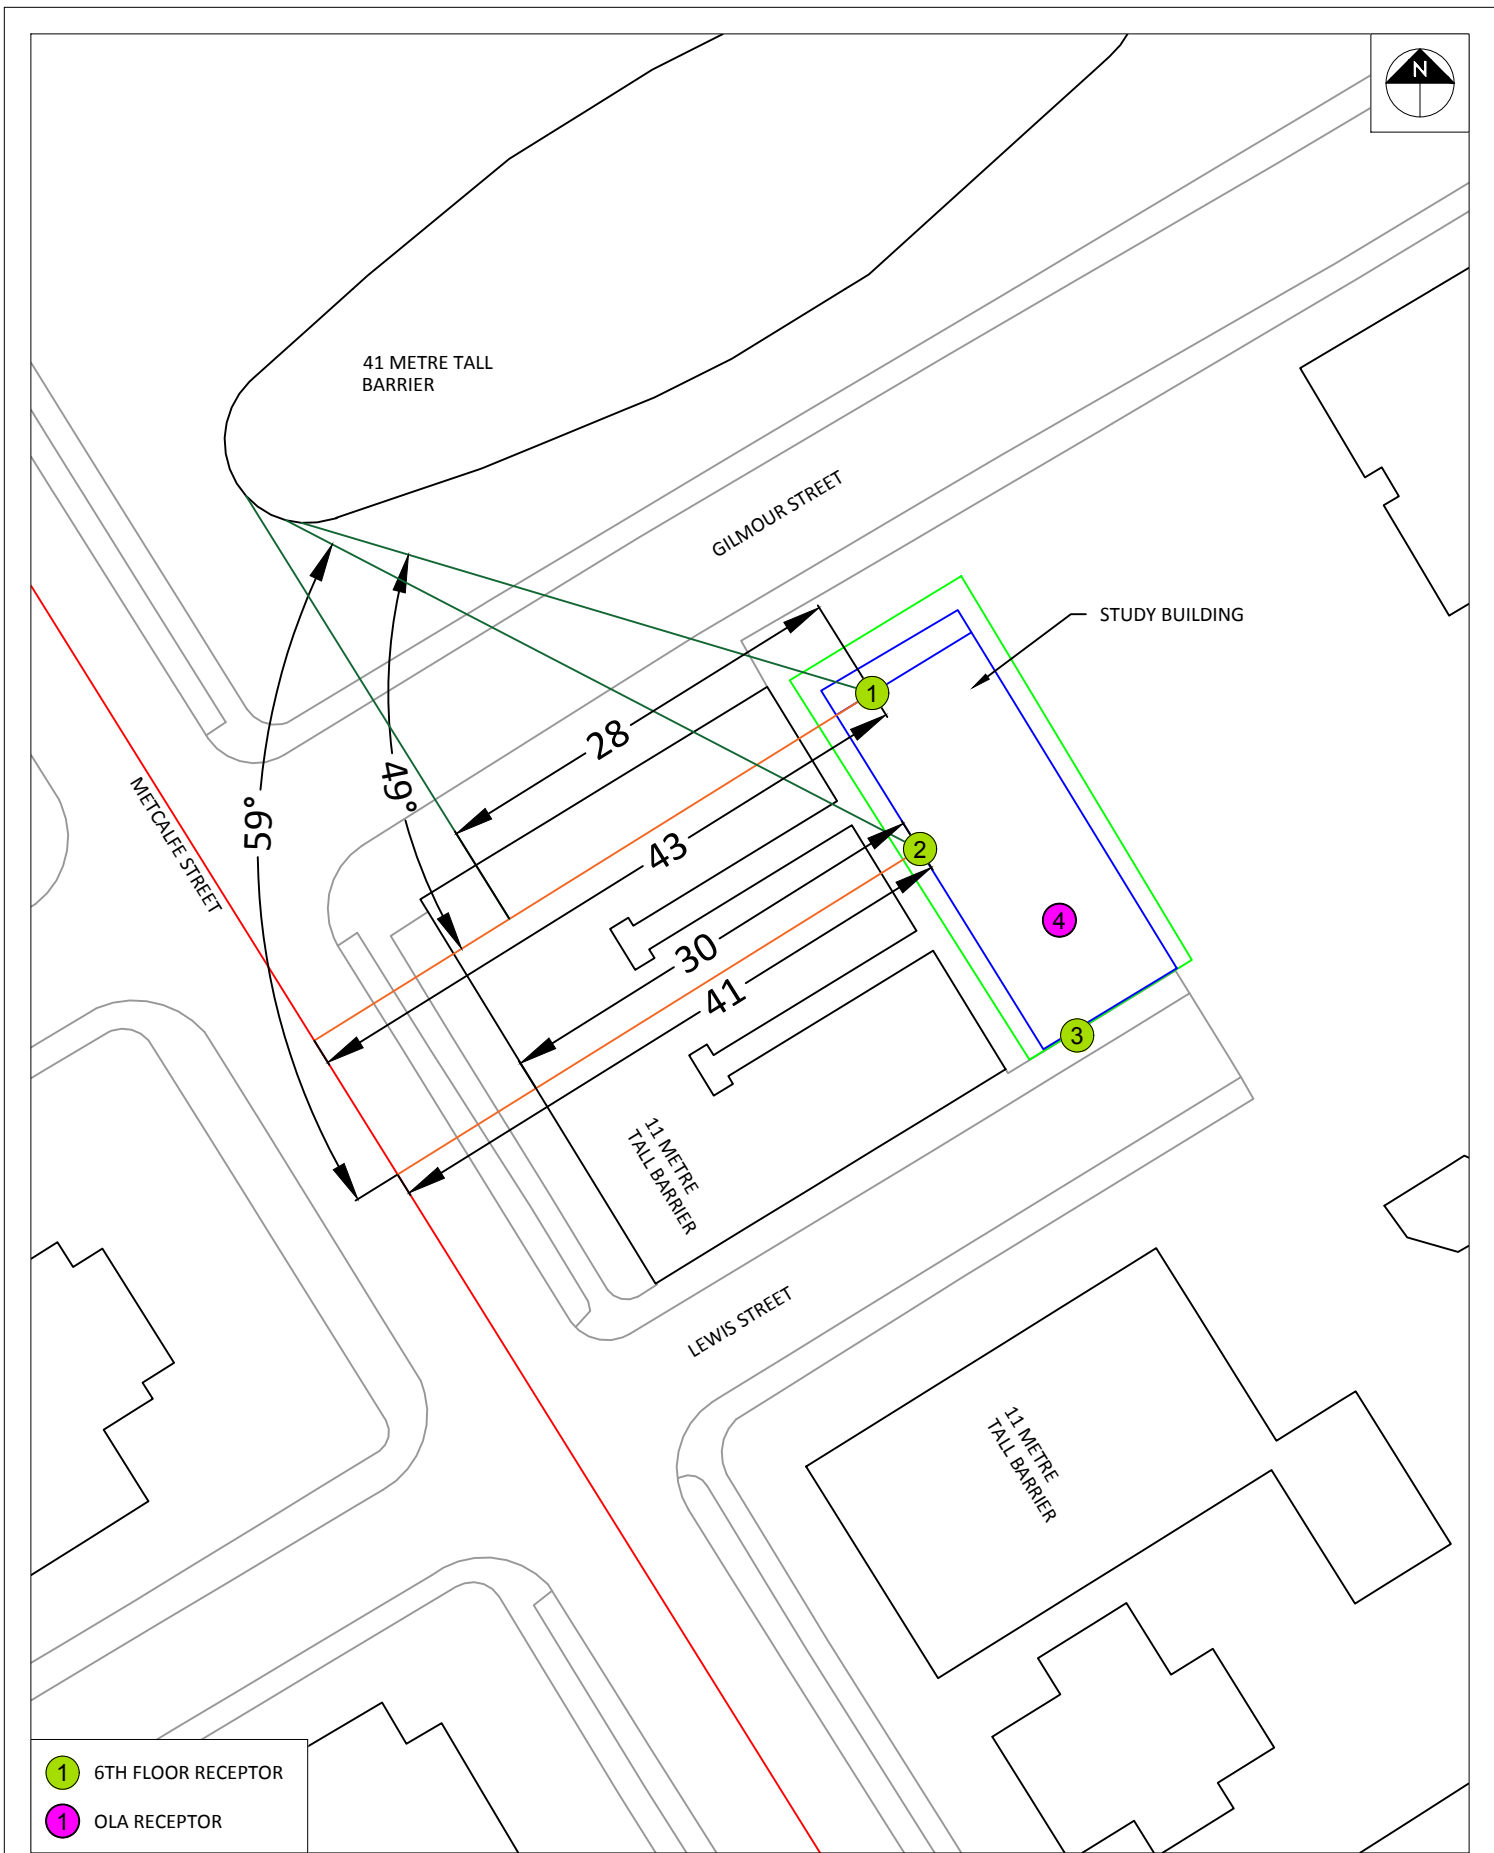 N
41 METRE TALL
BARRIER
GILMOUR STREET
STUDY BUILDING
1
28
METCALFE STREET
59°
49°
43
2
4
30
41
3
11 METRE
TALL BARRIER
LEWIS STREET
11 METRE
TALL BARRIER
1 6TH FLOOR RECEPTOR
1 OLA RECEPTOR